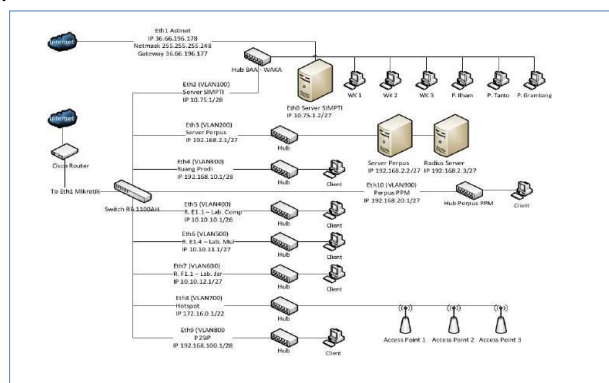 Internet
Eth1 Astinet
IP 36.66.196.178
Netmask 255.255.255.248
Gateway 36.66.196.177
Hub BAA - WAKA
Eth0 Server SIMPTI
IP 10.75.1.2/27
WK 1
WK 2
WK 3
P. Ilham
P. Tanto
P. Grambang
Eth2 (VLAN100)
Server SIMPTI
IP 10.75.1/28
Internet
Cisco Router
To Eth1 Mikrotik
Switch RB 1100AH
Eth3 (VLAN200)
Server Perpus
IP 192.168.2.1/27
Hub
Server Perpus
IP 192.168.2.2/27
Radius Server
IP 192.168.2.3/27
Eth4 (VLAN300)
Ruang Prodi
IP 192.168.10.1/28
Hub
Client
Eth10 (VLAN900)
Perpus PPM
IP 192.168.20.1/27
Hub Perpus PPM
Client
Eth5 (VLAN400)
R. E1.1 – Lab. Comp
IP 10.10.10.1/26
Hub
Client
Eth6 (VLAN500)
R. E1.4 – Lab. Mul
IP 10.10.11.1/27
Hub
Client
Eth7 (VLAN600)
R. F1.1 – Lab. Jar
IP 10.10.12.1/27
Hub
Client
Eth8 (VLAN700)
Hotspot
IP 172.16.0.1/22
Hub
Access Point 1
Access Point 2
Access Point 3
Eth9 (VLAN800
P2SIP
IP 192.168.100.1/28
Hub
Client